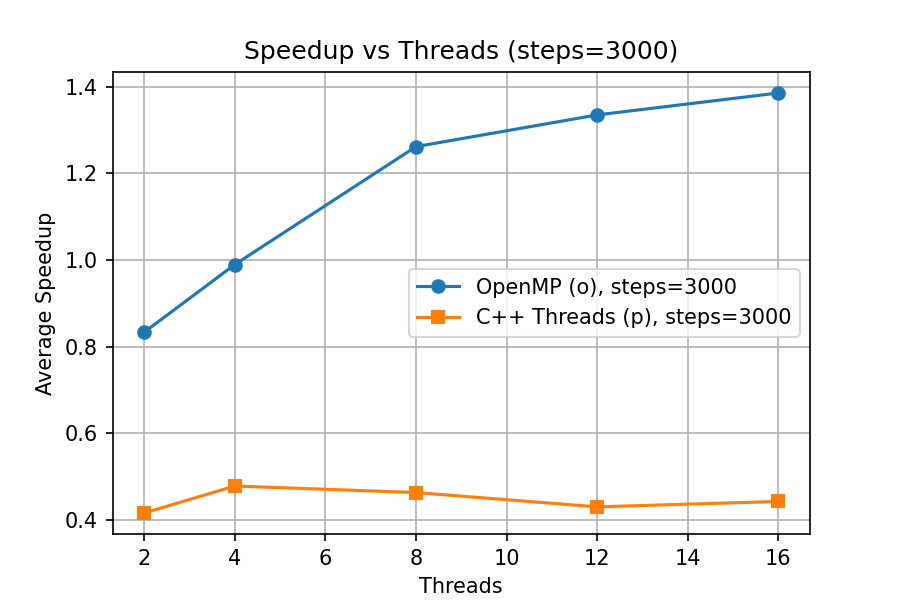 Speedup vs Threads (steps=3000)
Average Speedup
1.4
1.2
1.0
0.8
0.6
0.4
OpenMP (o), steps=3000
C++ Threads (p), steps=3000
2 4 6 8 10 12 14 16
Threads